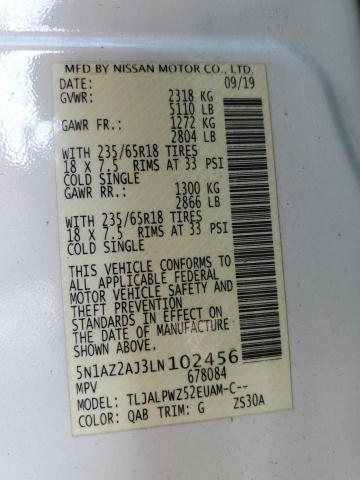 MFD BY NISSAN MOTOR CO., LTD.
DATE: 09/19
GVWR: 2318 KG
5110 LB
GAWR FR.: 1272 KG
2804 LB
WITH 235/65R18 TIRES
18 X 7.5 RIMS AT 33 PSI
COLD SINGLE
GAWR RR.: 1300 KG
2866 LB
WITH 235/65R18 TIRES
18 X 7.5 RIMS AT 33 PSI
COLD SINGLE
THIS VEHICLE CONFORMS TO
ALL APPLICABLE FEDERAL
MOTOR VEHICLE SAFETY AND
THEFT PREVENTION
STANDARDS IN EFFECT ON
THE DATE OF MANUFACTURE
SHOWN ABOVE.
5N1AZ2AJ3LN102456
MPV 678084
MODEL: TLJALPWZ52EUAM-C--
COLOR: QAB TRIM: G ZS30A